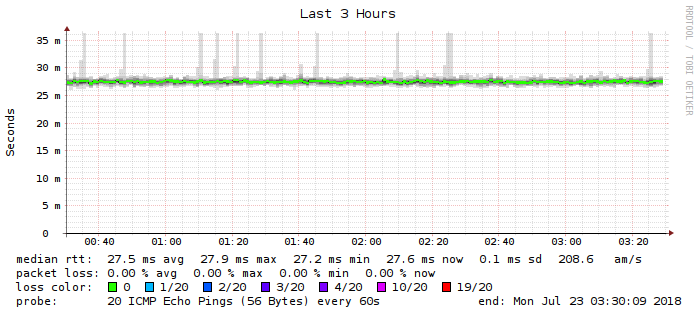 Last 3 Hours
RRDTOOL / TOBI OETIKER
Seconds
35 m
30 m
25 m
20 m
15 m
10 m
5 m
0
00:40 01:00 01:20 01:40 02:00 02:20 02:40 03:00 03:20
median rtt: 27.5 ms avg 27.9 ms max 27.2 ms min 27.6 ms now 0.1 ms sd 208.6 am/s
packet loss: 0.00 % avg 0.00 % max 0.00 % min 0.00 % now
loss color: 0 1/20 2/20 3/20 4/20 10/20 19/20
probe: 20 ICMP Echo Pings (56 Bytes) every 60s end: Mon Jul 23 03:30:09 2018